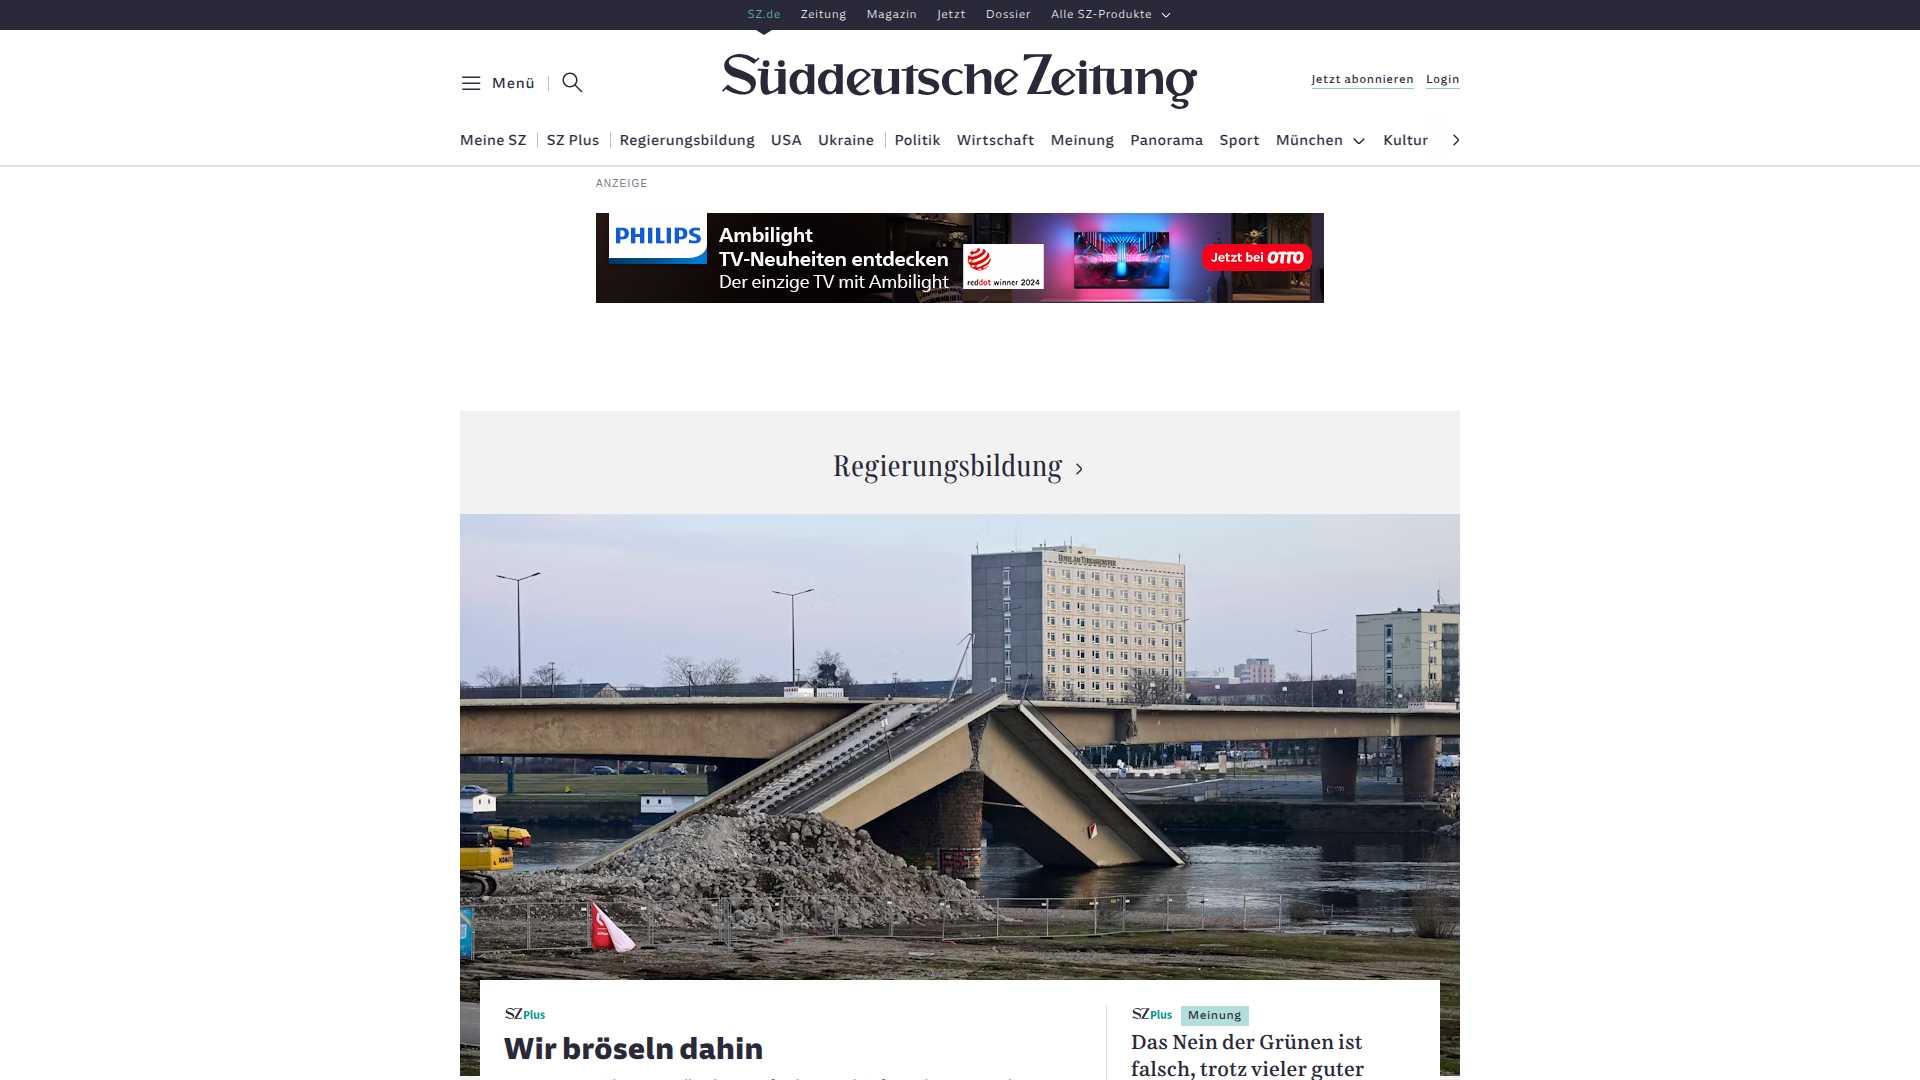 SZ.de Zeitung Magazin Jetzt Dossier Alle SZ-Produkte
Menü
Süddeutsche Zeitung
Jetzt abonnieren Login
Meine SZ SZ Plus Regierungsbildung USA Ukraine Politik Wirtschaft Meinung Panorama Sport München Kultur
ANZEIGE
PHILIPS
Ambilight
TV-Neuheiten entdecken
Der einzige TV mit Ambilight
reddot winner 2024
Jetzt bei OTTO
Regierungsbildung
SZ Plus
Wir bröseln dahin
SZ Plus Meinung
Das Nein der Grünen ist
falsch, trotz vieler guter